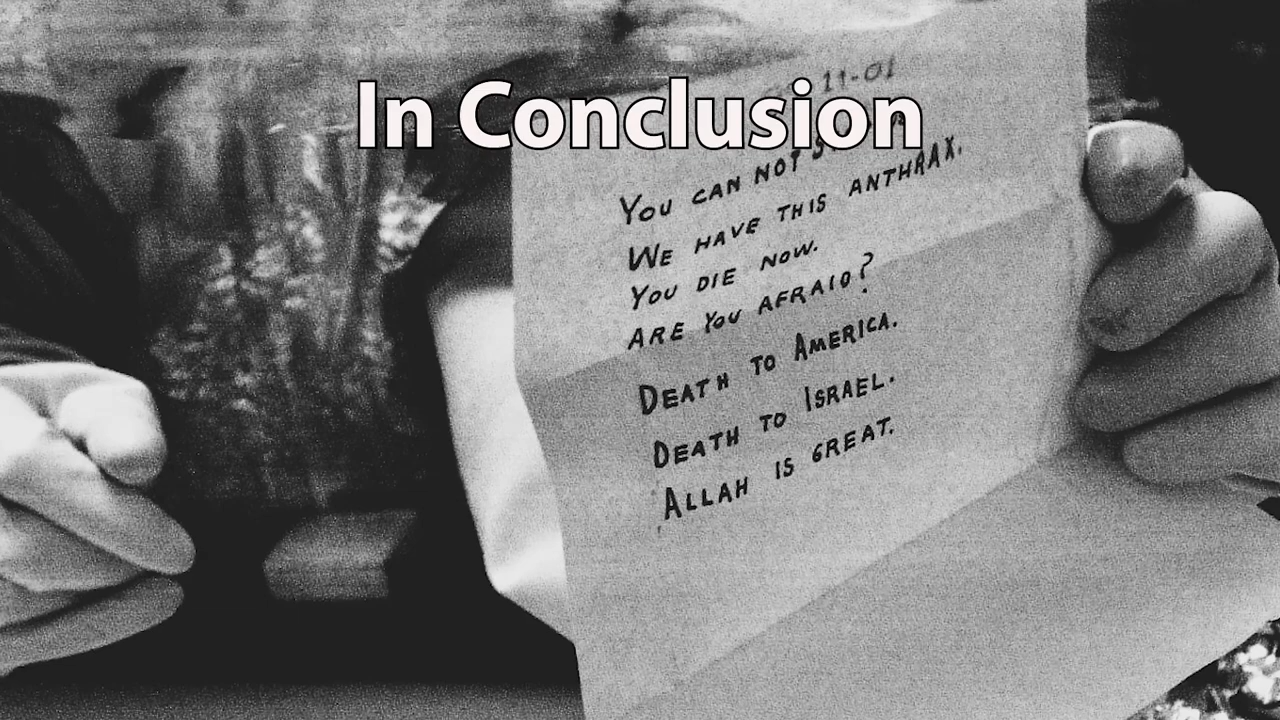 In Conclusion
11-01
YOU CAN NOT
WE HAVE THIS ANTHRAX.
YOU DIE NOW.
ARE YOU AFRAID?
DEATH TO AMERICA.
DEATH TO ISRAEL.
ALLAH IS GREAT.